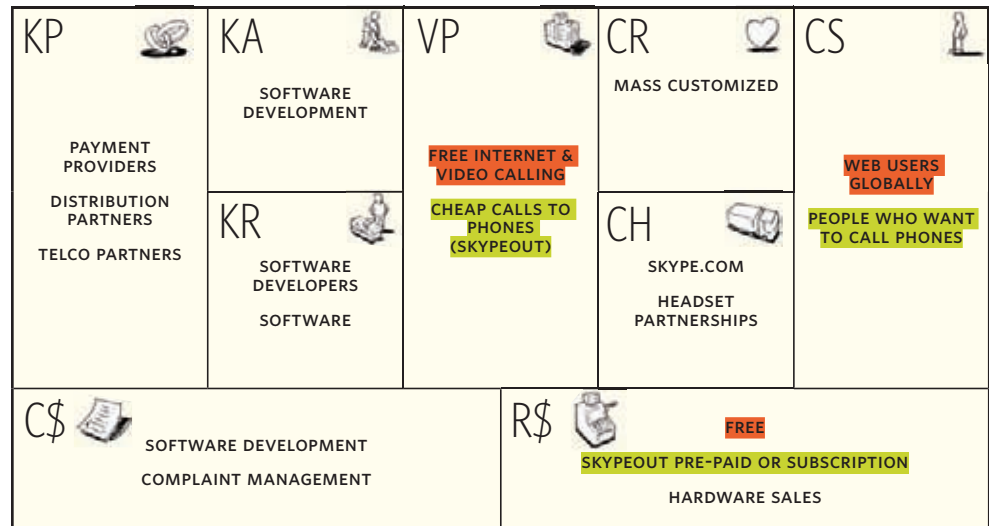 KP
PAYMENT
PROVIDERS
DISTRIBUTION
PARTNERS
TELCO PARTNERS
KA
SOFTWARE
DEVELOPMENT
KR
SOFTWARE
DEVELOPERS
SOFTWARE
VP
FREE INTERNET &
VIDEO CALLING
CHEAP CALLS TO
PHONES
(SKYPEOUT)
CR
MASS CUSTOMIZED
CH
SKYPE.COM
HEADSET
PARTNERSHIPS
CS
WEB USERS
GLOBALLY
PEOPLE WHO WANT
TO CALL PHONES
C$
SOFTWARE DEVELOPMENT
COMPLAINT MANAGEMENT
R$
FREE
SKYPEOUT PRE-PAID OR SUBSCRIPTION
HARDWARE SALES